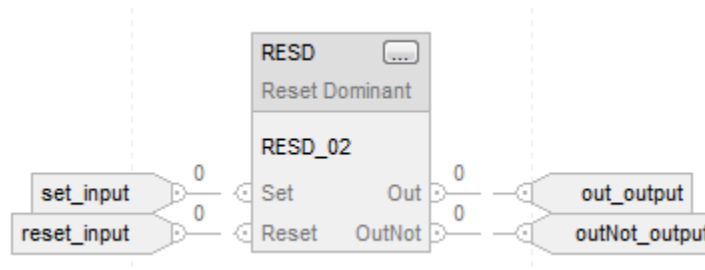 RESD ...
Reset Dominant
RESD_02
0 0
set_input Set Out out_output
0 0
reset_input Reset OutNot outNot_output